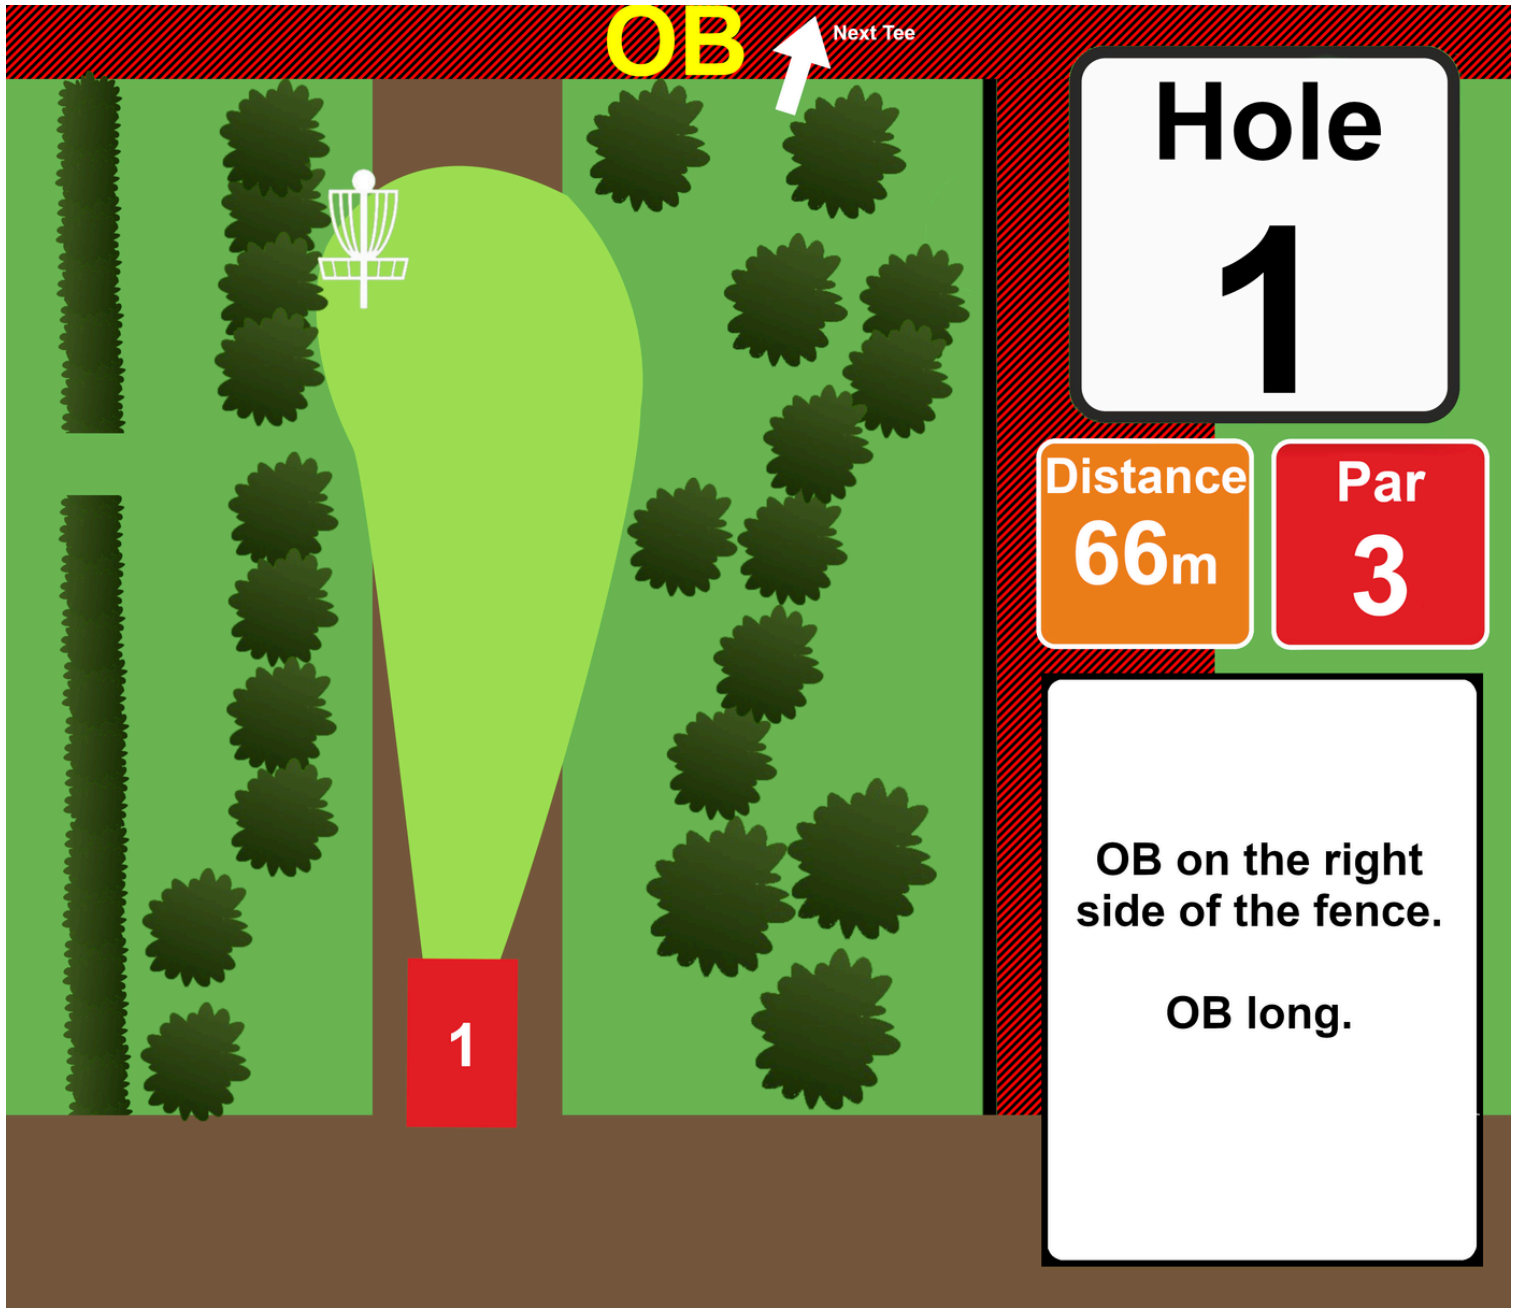 OB
Next Tee
Hole
1
Distance
66m
Par
3
OB on the right
side of the fence.
OB long.
1